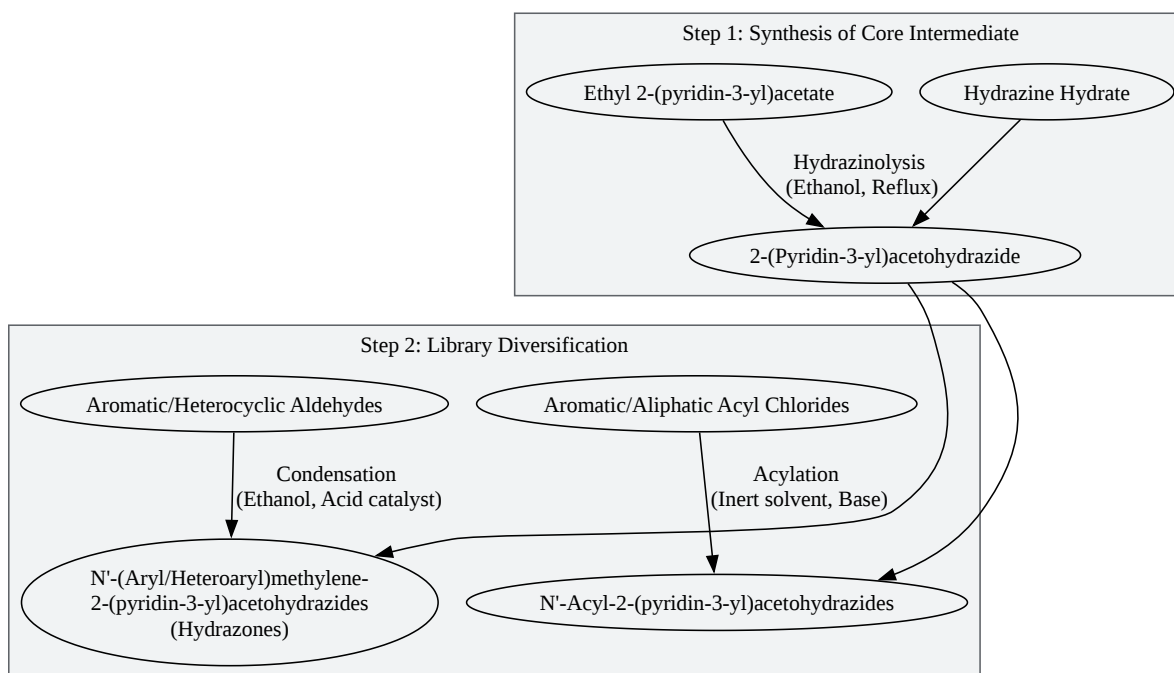 Step 1: Synthesis of Core Intermediate
Ethyl 2-(pyridin-3-yl)acetate
Hydrazine Hydrate
Hydrazinolysis
(Ethanol, Reflux)
2-(Pyridin-3-yl)acetohydrazide
Step 2: Library Diversification
Aromatic/Heterocyclic Aldehydes
Aromatic/Aliphatic Acyl Chlorides
Condensation
(Ethanol, Acid catalyst)
Acylation
(Inert solvent, Base)
N'-(Aryl/Heteroaryl)methylene-
2-(pyridin-3-yl)acetohydrazides
(Hydrazones)
N'-Acyl-2-(pyridin-3-yl)acetohydrazides